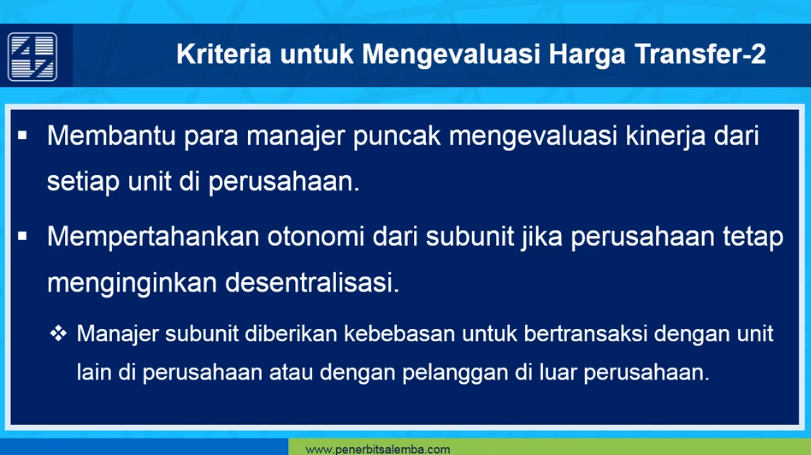 Kriteria untuk Mengevaluasi Harga Transfer-2
▪ Membantu para manajer puncak mengevaluasi kinerja dari
setiap unit di perusahaan.
▪ Mempertahankan otonomi dari subunit jika perusahaan tetap
menginginkan desentralisasi.
❖ Manajer subunit diberikan kebebasan untuk bertransaksi dengan unit
lain di perusahaan atau dengan pelanggan di luar perusahaan.
www.penerbitsalemba.com